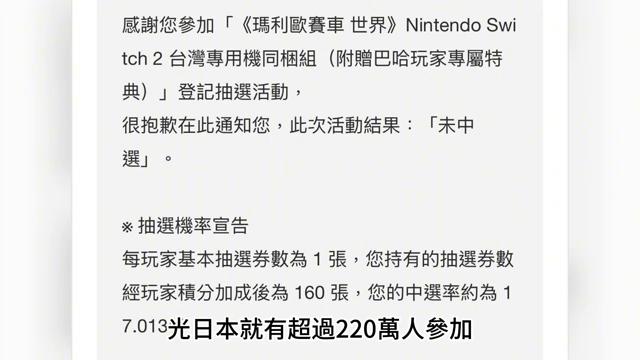 感謝您參加「《瑪利歐賽車 世界》Nintendo Swi
tch 2 台灣專用機同梱組（附贈巴哈玩家專屬特
典）」登記抽選活動，
很抱歉在此通知您，此次活動結果：「未中
選」。
※ 抽選機率宣告
每玩家基本抽選券數為 1 張，您持有的抽選券數
經玩家積分加成後為 160 張，您的中選率約為 1
7.013
光日本就有超過220萬人參加